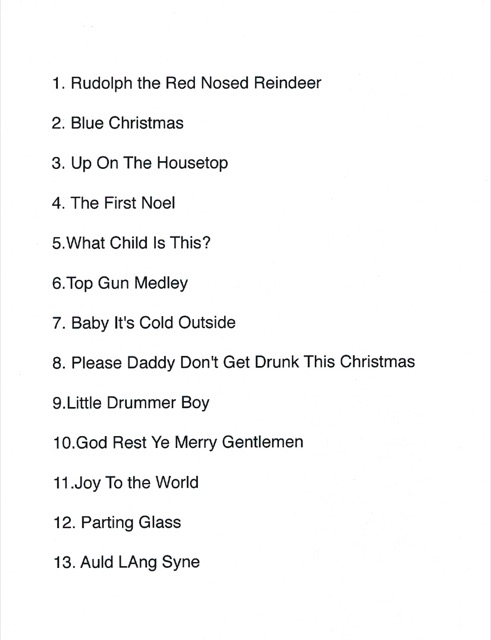 1. Rudolph the Red Nosed Reindeer
2. Blue Christmas
3. Up On The Housetop
4. The First Noel
5.What Child Is This?
6.Top Gun Medley
7. Baby It's Cold Outside
8. Please Daddy Don't Get Drunk This Christmas
9.Little Drummer Boy
10.God Rest Ye Merry Gentlemen
11.Joy To the World
12. Parting Glass
13. Auld LAng Syne